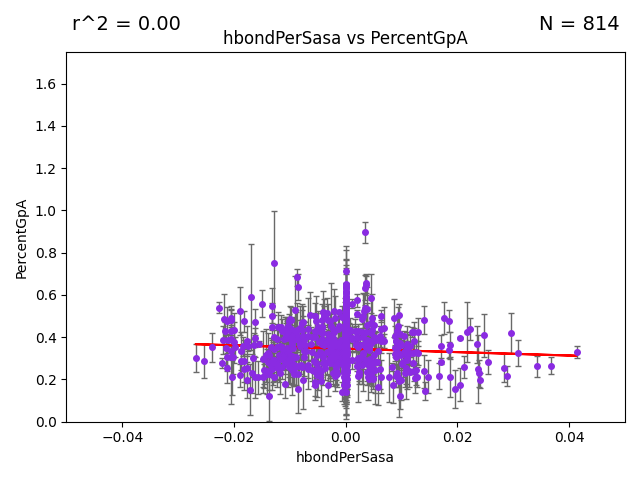 r^2 = 0.00
N = 814
hbondPerSasa vs PercentGpA
1.6
1.4
1.2
1.0
0.8
0.6
0.4
0.2
0.0
PercentGpA
−0.04
−0.02
0.00
0.02
0.04
hbondPerSasa